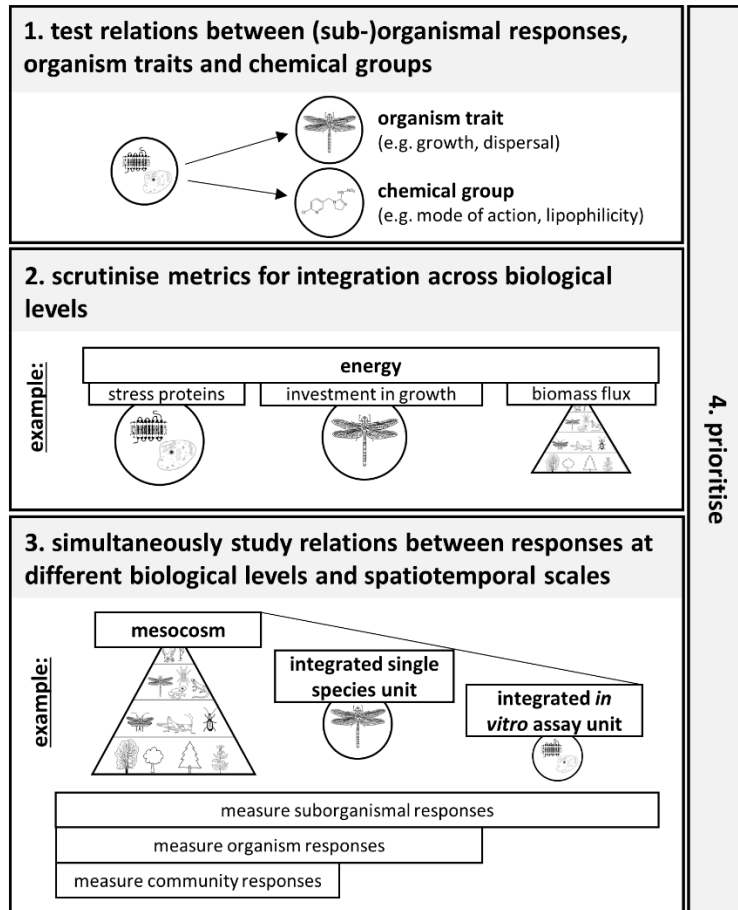 1. test relations between (sub-)organismal responses,
organism traits and chemical groups
organism trait
(e.g. growth, dispersal)
chemical group
(e.g. mode of action, lipophilicity)
2. scrutinise metrics for integration across biological
levels
example:
energy
stress proteins
investment in growth
biomass flux
3. simultaneously study relations between responses at
different biological levels and spatiotemporal scales
example:
mesocosm
integrated single
species unit
integrated in
vitro assay unit
measure suborganismal responses
measure organism responses
measure community responses
4. prioritise